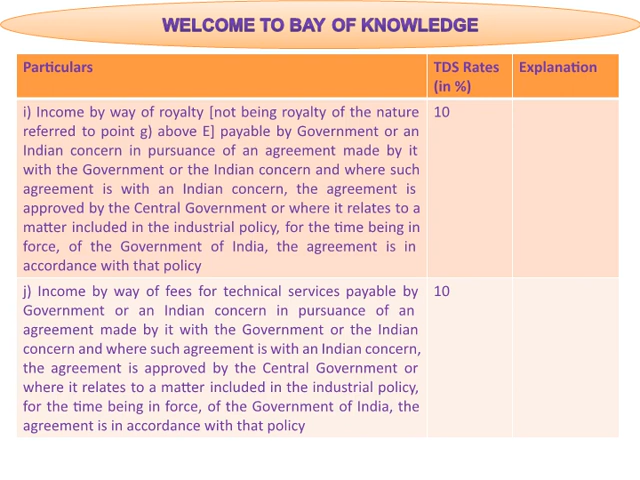 WELCOME TO BAY OF KNOWLEDGE
Particulars
TDS Rates
(in %)
Explanation
i) Income by way of royalty [not being royalty of the nature
referred to point g) above E] payable by Government or an
Indian concern in pursuance of an agreement made by it
with the Government or the Indian concern and where such
agreement is with an Indian concern, the agreement is
approved by the Central Government or where it relates to a
matter included in the industrial policy, for the time being in
force, of the Government of India, the agreement is in
accordance with that policy
10
j) Income by way of fees for technical services payable by
Government or an Indian concern in pursuance of an
agreement made by it with the Government or the Indian
concern and where such agreement is with an Indian concern,
the agreement is approved by the Central Government or
where it relates to a matter included in the industrial policy,
for the time being in force, of the Government of India, the
agreement is in accordance with that policy
10